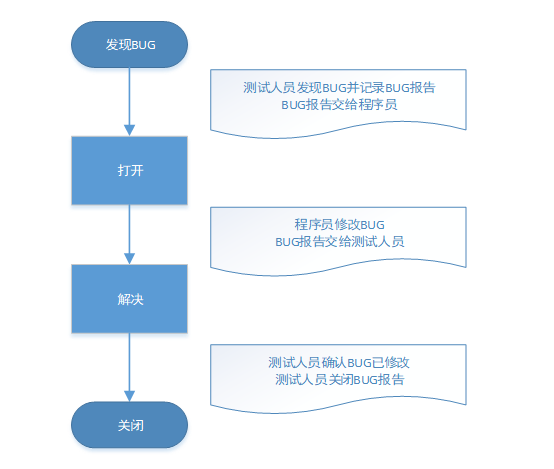 发现BUG
测试人员发现BUG并记录BUG报告
BUG报告交给程序员
打开
程序员修改BUG
BUG报告交给测试人员
解决
测试人员确认BUG已修改
测试人员关闭BUG报告
关闭